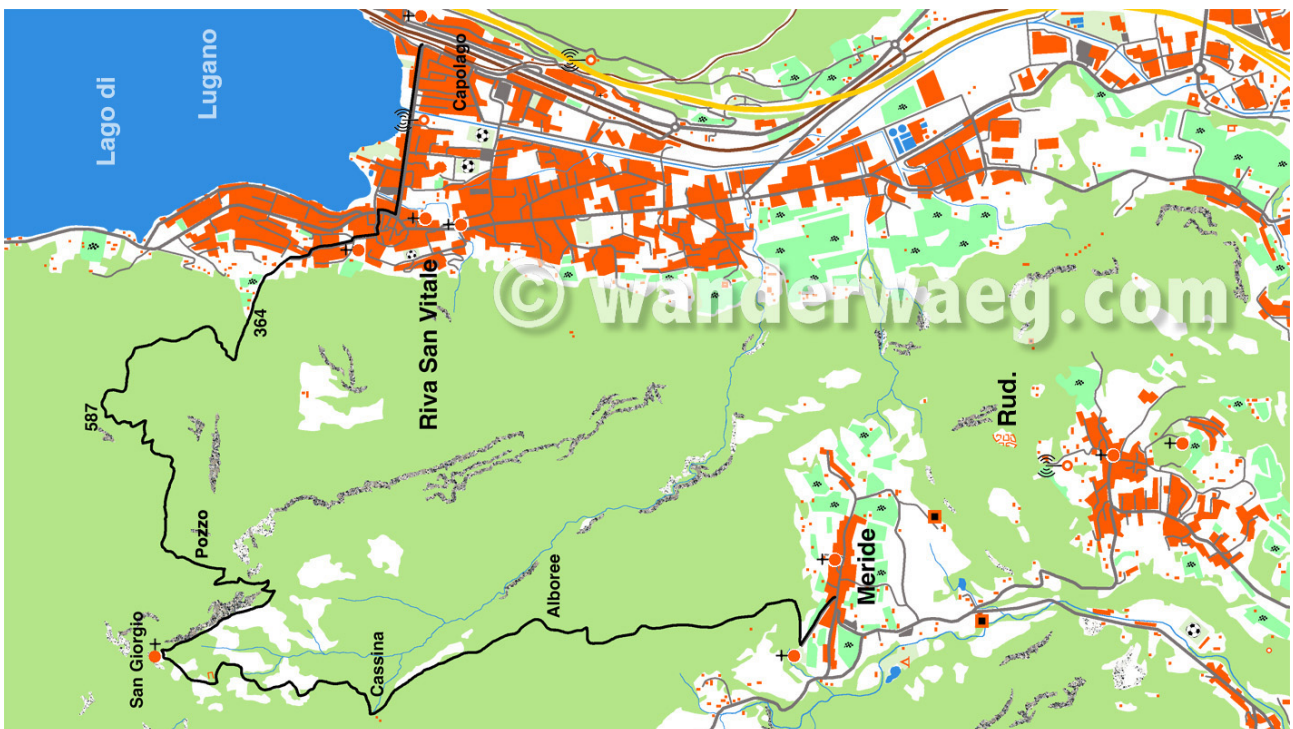 Lago di
Lugano
Capolago
Riva San Vitale
364
587
Pozzo
San Giorgio
Cassina
Alboree
Meride
Rud.
© wanderwaeg.com